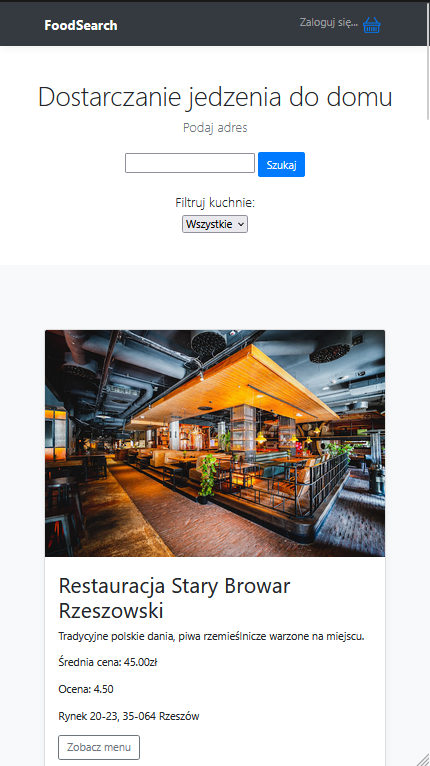 FoodSearch
Zaloguj się...
Dostarczanie jedzenia do domu
Podaj adres
Szukaj
Filtruj kuchnie:
Wszystkie
Restauracja Stary Browar
Rzeszowski
Tradycyjne polskie dania, piwa rzemieślnicze warzone na miejscu.
Średnia cena: 45.00zł
Ocena: 4.50
Rynek 20-23, 35-064 Rzeszów
Zobacz menu